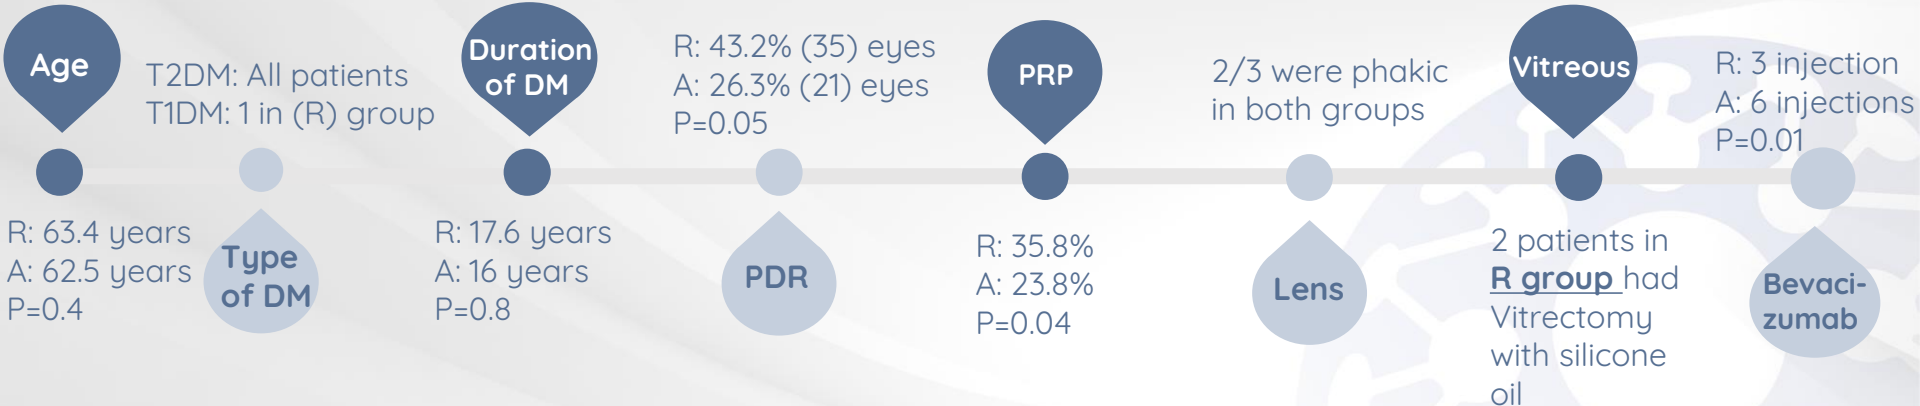 Age
R: 63.4 years
A: 62.5 years
P=0.4
T2DM: All patients
T1DM: 1 in (R) group
Type
of DM
Duration
of DM
R: 17.6 years
A: 16 years
P=0.8
R: 43.2% (35) eyes
A: 26.3% (21) eyes
P=0.05
PDR
PRP
R: 35.8%
A: 23.8%
P=0.04
2/3 were phakic
in both groups
Lens
Vitreous
2 patients in
R group had
Vitrectomy
with silicone
oil
R: 3 injection
A: 6 injections
P=0.01
Bevaci-
zumab